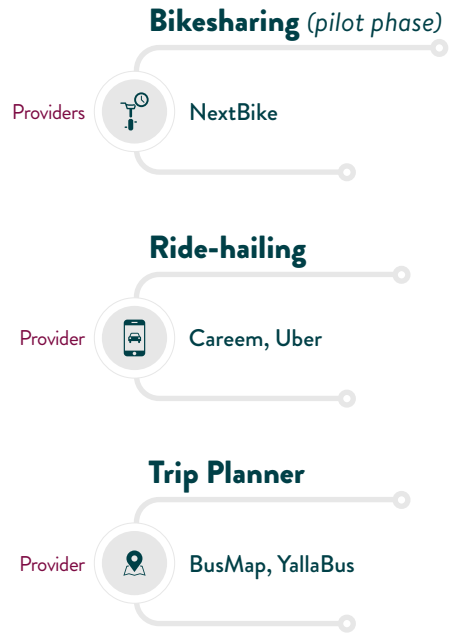 Bikesharing (pilot phase)
Providers NextBike
Ride-hailing
Provider Careem, Uber
Trip Planner
Provider BusMap, YallaBus